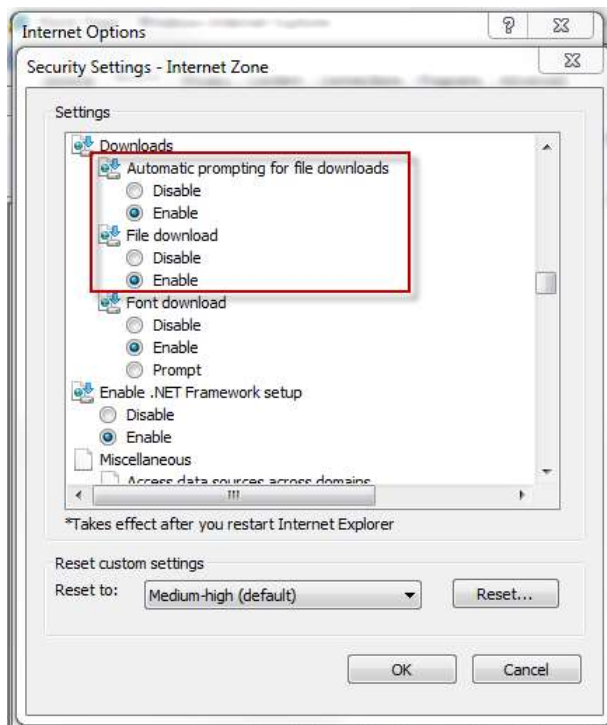 Internet Options
Security Settings - Internet Zone
Settings
Downloads
Automatic prompting for file downloads
Disable
Enable
File download
Disable
Enable
Font download
Disable
Enable
Prompt
Enable .NET Framework setup
Disable
Enable
Miscellaneous
Access data sources across domains
*Takes effect after you restart Internet Explorer
Reset custom settings
Reset to: Medium-high (default) Reset...
OK Cancel